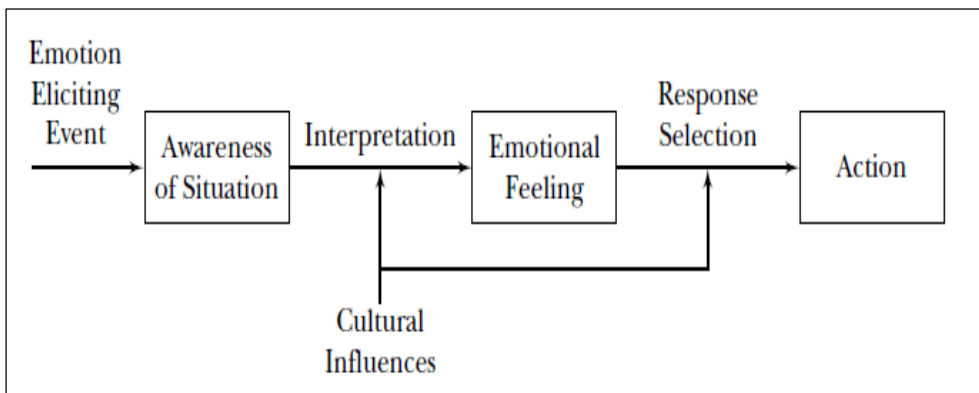 Emotion
Eliciting
Event
Awareness
of Situation
Interpretation
Emotional
Feeling
Response
Selection
Action
Cultural
Influences